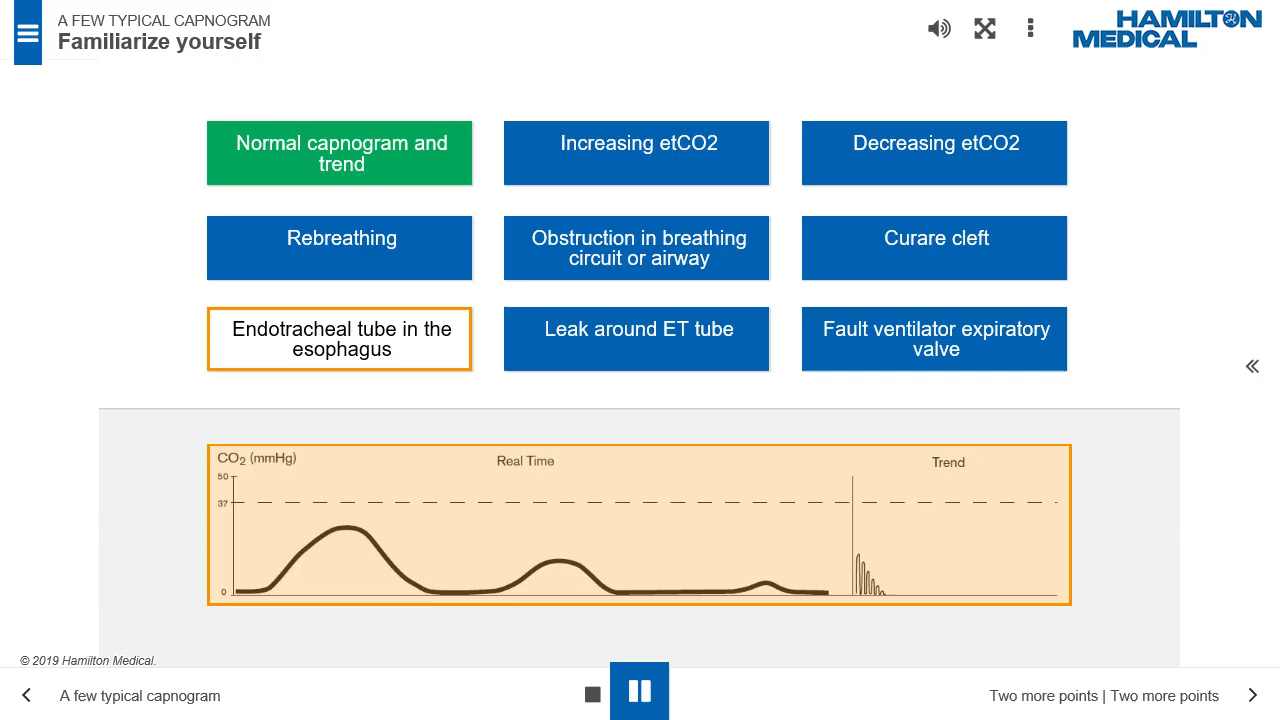 A FEW TYPICAL CAPNOGRAM
Familiarize yourself
HAMILTON
MEDICAL
Normal capnogram and
trend
Increasing etCO2
Decreasing etCO2
Rebreathing
Obstruction in breathing
circuit or airway
Curare cleft
Endotracheal tube in the
esophagus
Leak around ET tube
Fault ventilator expiratory
valve
CO₂ (mmHg)
Real Time
Trend
50
37
0
© 2019 Hamilton Medical.
A few typical capnogram
Two more points | Two more points